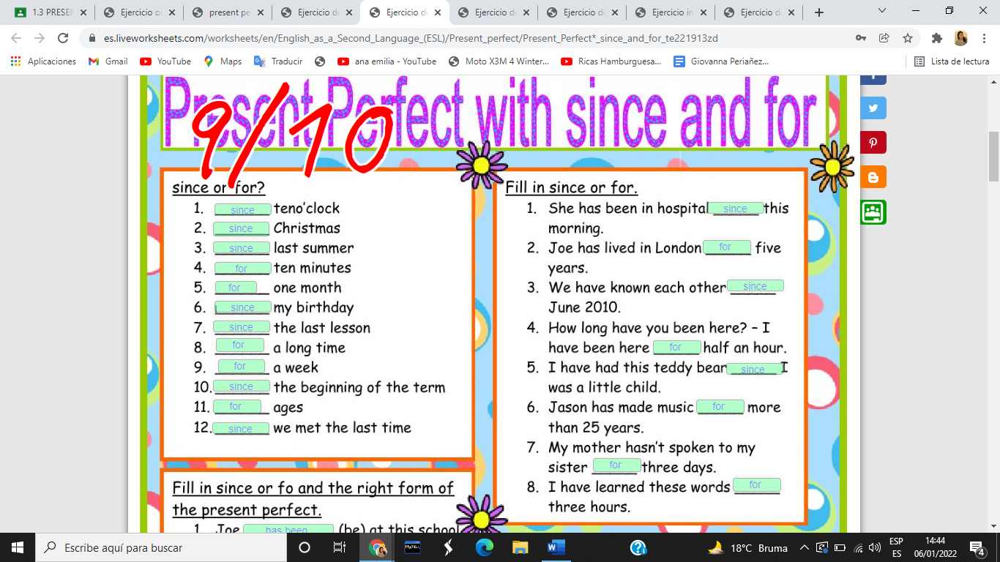 1.3 PRESEN
Ejercicio o
present pe
Ejercicio de
Ejercicio de
Ejercicio de
Ejercicio de
Ejercicio in
Ejercicio d
es.liveworksheets.com/worksheets/en/English_as_a_Second_Language_(ESL)/Present_perfect/Present_Perfect*_since_and_for_te221913zd
Aplicaciones
Gmail
YouTube
Maps
Traducir
ana emilia - YouTube
Moto X3M 4 Winter...
Ricas Hamburguesa...
Giovanna Periañez...
Lista de lectura
Present Perfect with since and for
9/10
since or for?
1. since teno'clock
2. since Christmas
3. since last summer
4. for ten minutes
5. for one month
6. since my birthday
7. since the last lesson
8. for a long time
9. for a week
10. since the beginning of the term
11. for ages
12. since we met the last time
Fill in since or fo and the right form of
the present perfect.
1. Joe has been (be) at this school
Fill in since or for.
1. She has been in hospital since this
morning.
2. Joe has lived in London for five
years.
3. We have known each other since
June 2010.
4. How long have you been here? – I
have been here for half an hour.
5. I have had this teddy bear since I
was a little child.
6. Jason has made music for more
than 25 years.
7. My mother hasn't spoken to my
sister for three days.
8. I have learned these words for
three hours.
Escribe aquí para buscar
18°C Bruma
ESP
ES
14:44
06/01/2022
4